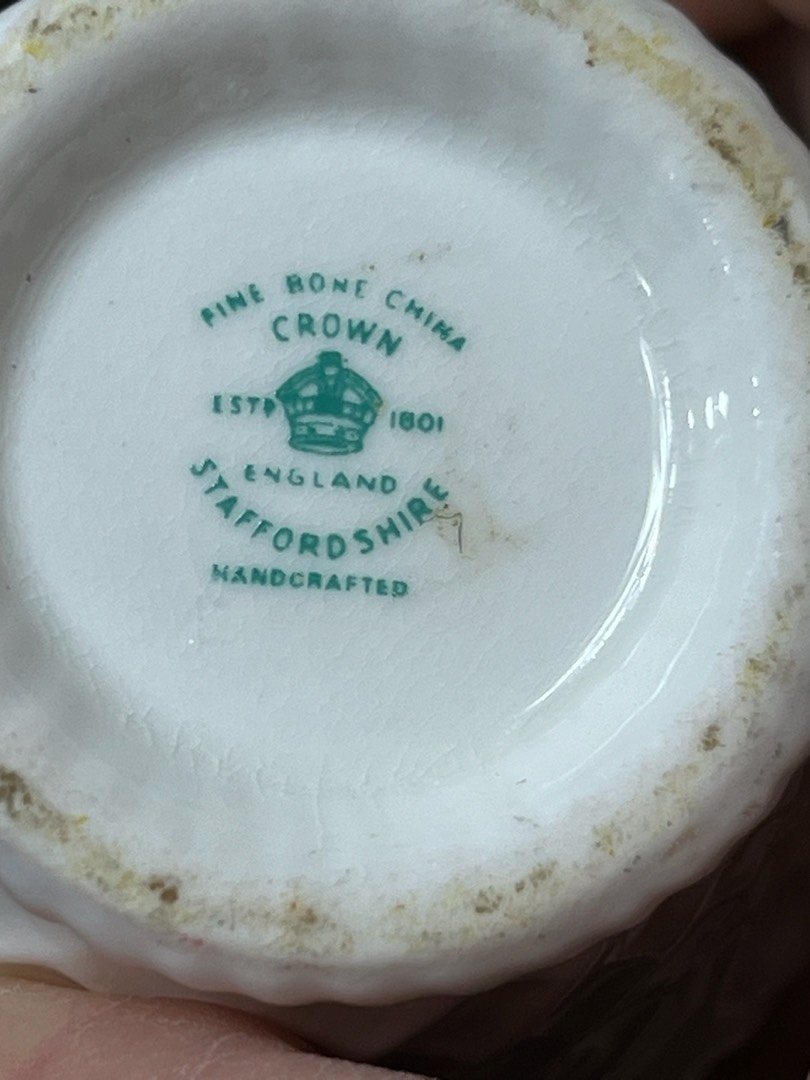 FINE BONE CHINA
CROWN
ESTD 1801
ENGLAND
STAFFORDSHIRE
HANDCRAFTED